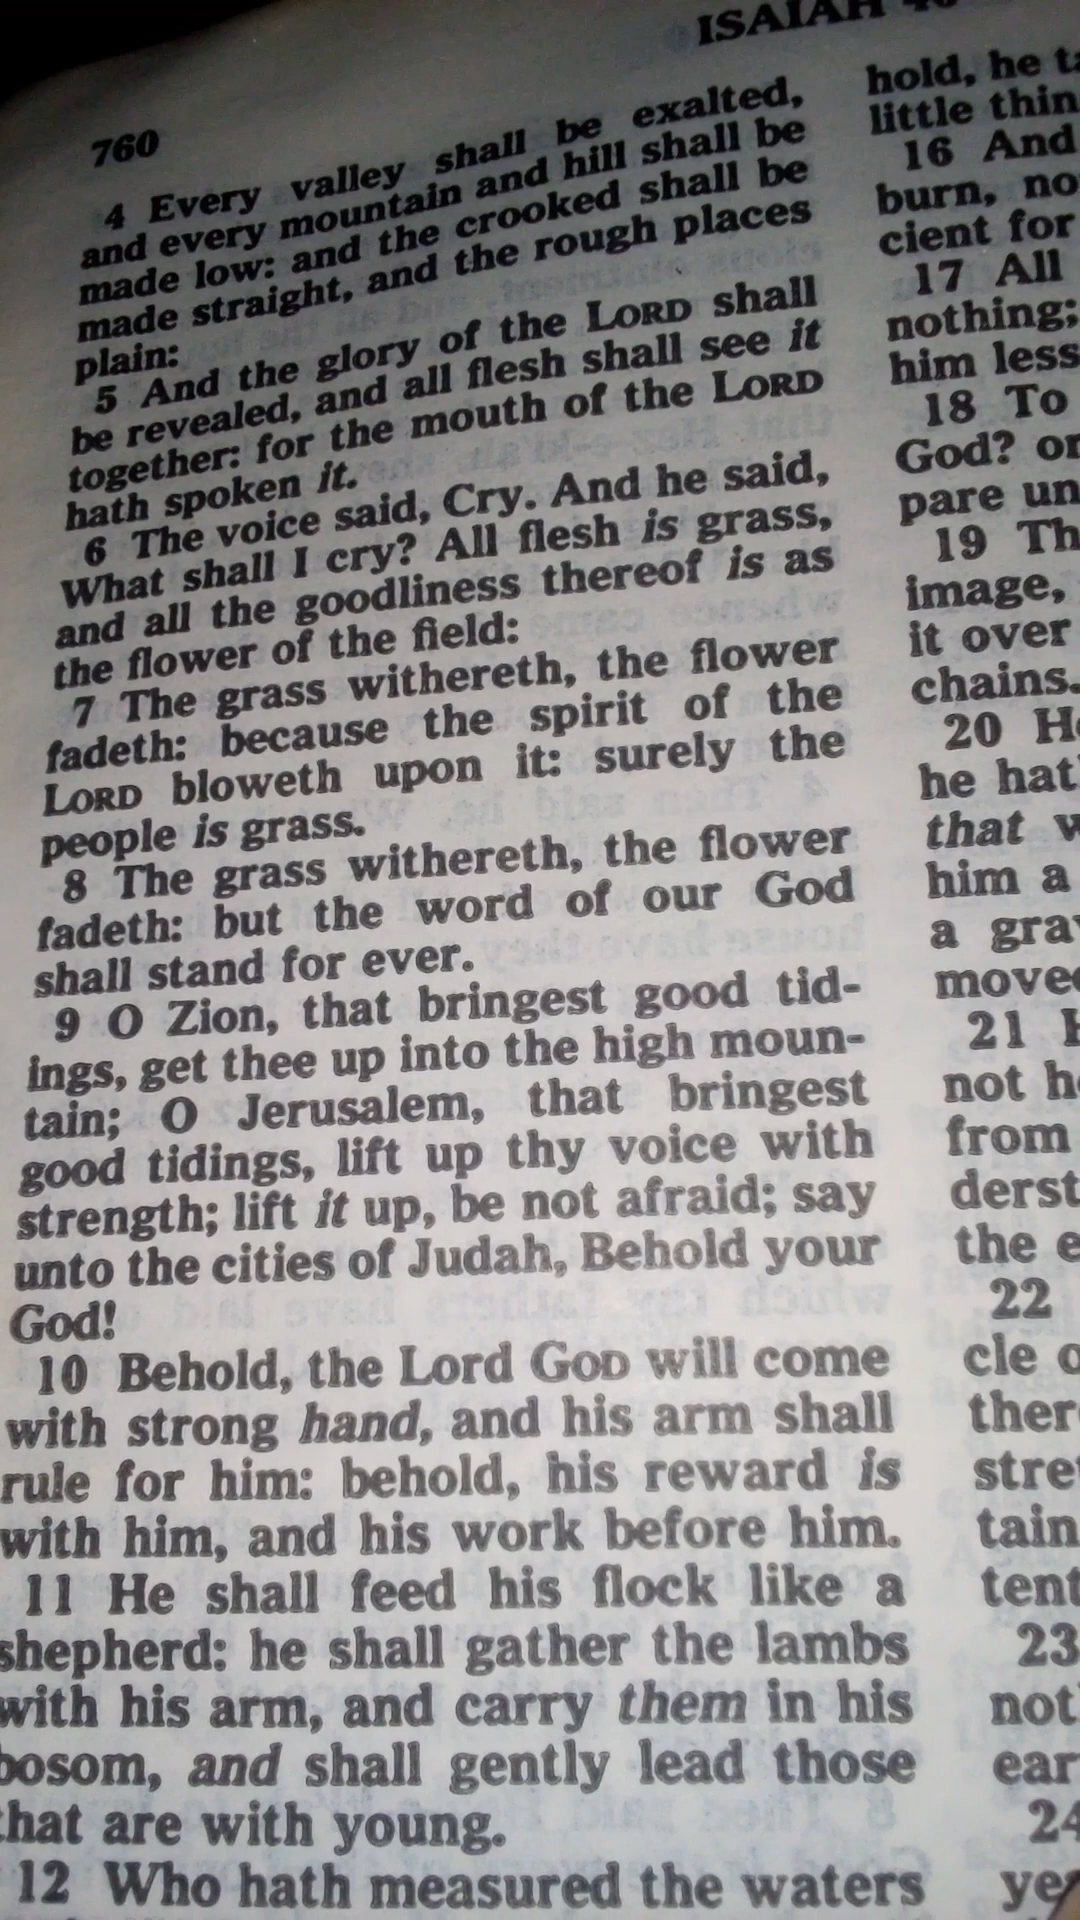 760
ISAIAH 40
4 Every valley shall be exalted,
and every mountain and hill shall be
made low: and the crooked shall be
made straight, and the rough places
plain:
5 And the glory of the LORD shall
be revealed, and all flesh shall see it
together: for the mouth of the LORD
hath spoken it.
6 The voice said, Cry. And he said,
What shall I cry? All flesh is grass,
and all the goodliness thereof is as
the flower of the field:
7 The grass withereth, the flower
fadeth: because the spirit of the
LORD bloweth upon it: surely the
people is grass.
8 The grass withereth, the flower
fadeth: but the word of our God
shall stand for ever.
9 O Zion, that bringest good tid-
ings, get thee up into the high moun-
tain; O Jerusalem, that bringest
good tidings, lift up thy voice with
strength; lift it up, be not afraid; say
unto the cities of Judah, Behold your
God!
10 Behold, the Lord GOD will come
with strong hand, and his arm shall
rule for him: behold, his reward is
with him, and his work before him.
11 He shall feed his flock like a
shepherd: he shall gather the lambs
with his arm, and carry them in his
bosom, and shall gently lead those
that are with young.
12 Who hath measured the waters
hold, he
little
16 And
burn, no
cient for
17 All
nothing;
him less
18 To
God? or
pare un
19
image,
it over
chains.
20
he
that
him a
a
21
not
from
the
22
cle
23
24